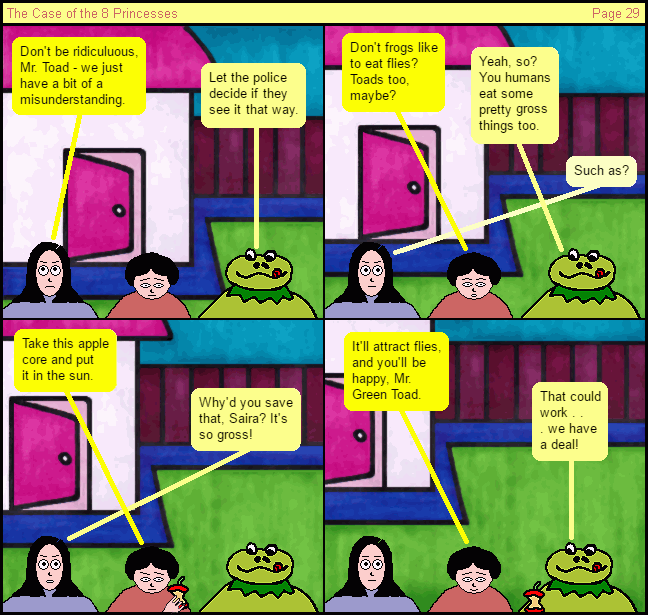 The Case of the 8 Princesses
Page 29
Don't be ridiculuous,
Mr. Toad - we just
have a bit of a
misunderstanding.
Let the police
decide if they
see it that way.
Don't frogs like
to eat flies?
Toads too,
maybe?
Yeah, so?
You humans
eat some
pretty gross
things too.
Such as?
Take this apple
core and put
it in the sun.
Why'd you save
that, Saira? It's
so gross!
It'll attract flies,
and you'll be
happy, Mr.
Green Toad.
That could
work . .
. we have
a deal!